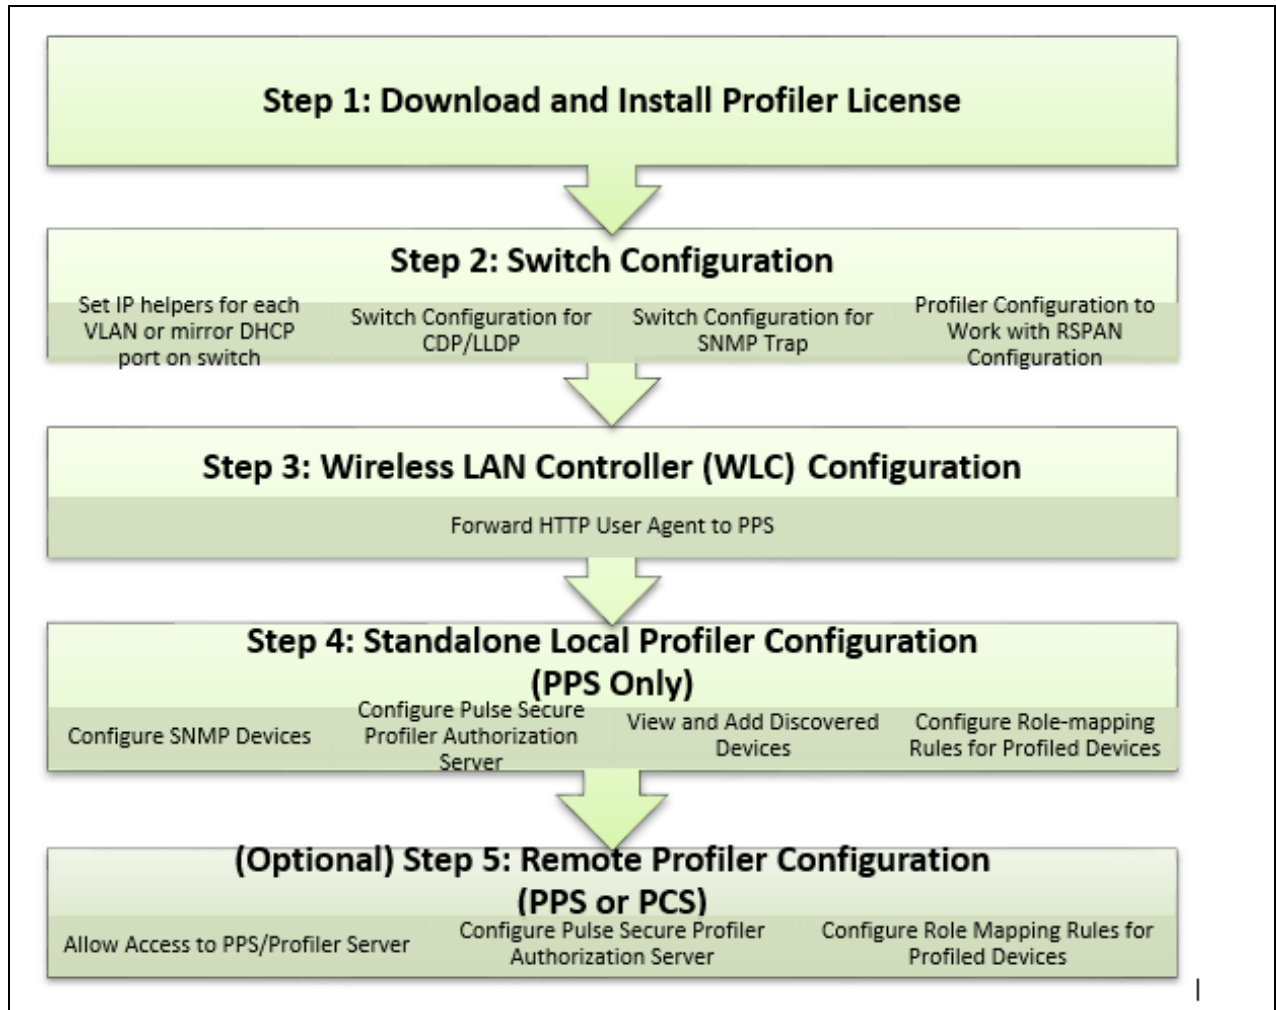 Step 1: Download and Install Profiler License
Step 2: Switch Configuration
Set IP helpers for each
VLAN or mirror DHCP
port on switch
Switch Configuration for
CDP/LLDP
Switch Configuration for
SNMP Trap
Profiler Configuration to
Work with RSPAN
Configuration
Step 3: Wireless LAN Controller (WLC) Configuration
Forward HTTP User Agent to PPS
Step 4: Standalone Local Profiler Configuration
(PPS Only)
Configure SNMP Devices
Configure Pulse Secure
Profiler Authorization
Server
View and Add Discovered
Devices
Configure Role-mapping
Rules for Profiled Devices
(Optional) Step 5: Remote Profiler Configuration
(PPS or PCS)
Allow Access to PPS/Profiler Server
Configure Pulse Secure Profiler
Authorization Server
Configure Role Mapping Rules for
Profiled Devices